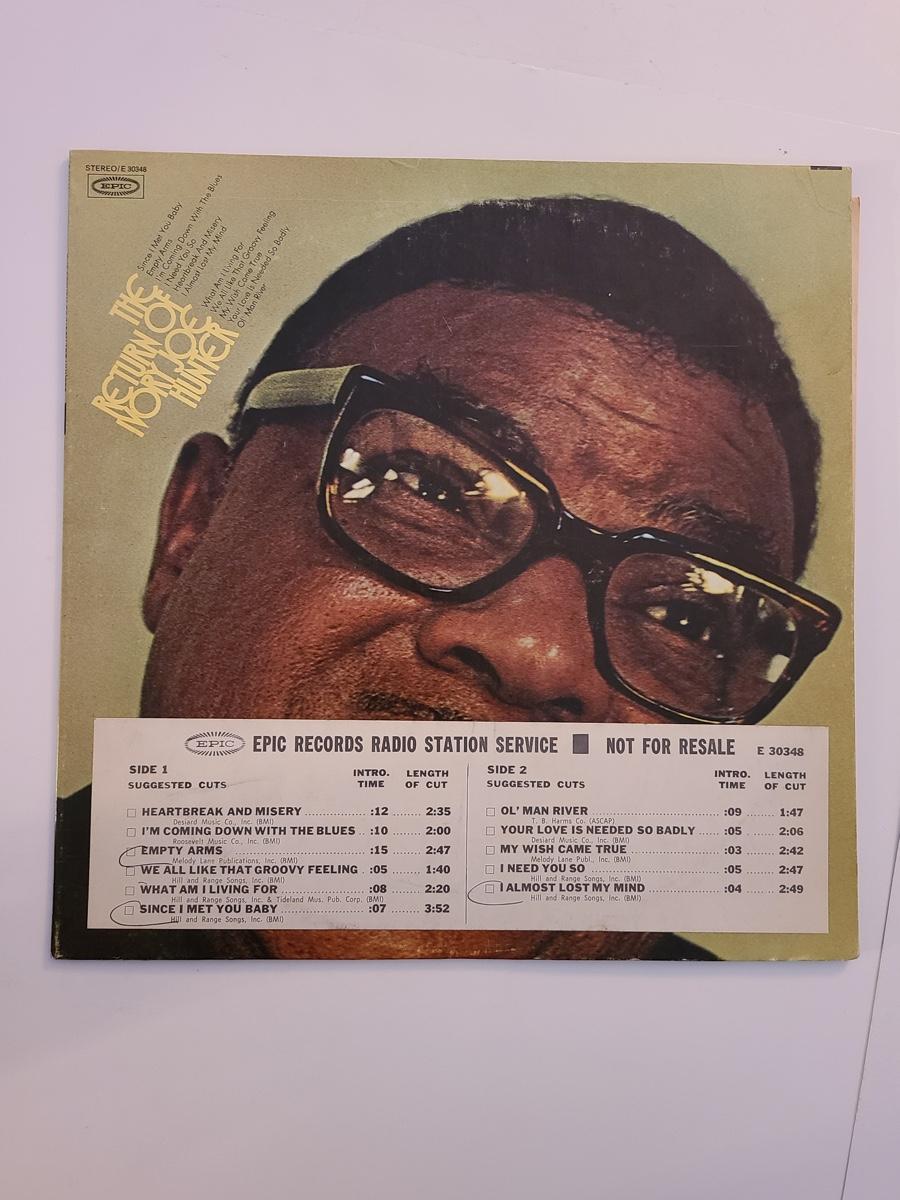 STEREO/E 30348
EPIC
Since I Met You Baby
Empty Arms
I'm Coming Down With The Blues
I Need You So
Heartbreak And Misery
I Almost Lost My Mind
What Am I Living For
We All Like That Groovy Feeling
My Wish Come True
Your Love Is Needed So Badly
Ol' Man River
THE
RETURN OF
IVORY JOE
HUNTER
EPIC EPIC RECORDS RADIO STATION SERVICE ■ NOT FOR RESALE E 30348
SIDE 1
SUGGESTED CUTS INTRO. TIME LENGTH OF CUT
HEARTBREAK AND MISERY :12 2:35
Desiard Music Co., Inc. (BMI)
I'M COMING DOWN WITH THE BLUES :10 2:00
Roosevelt Music Co., Inc. (BMI)
EMPTY ARMS :15 2:47
Melody Lane Publications, Inc. (BMI)
WE ALL LIKE THAT GROOVY FEELING :05 1:40
Hill and Range Songs, Inc. (BMI)
WHAT AM I LIVING FOR :08 2:20
Hill and Range Songs, Inc. & Tideland Mus. Pub. Corp. (BMI)
SINCE I MET YOU BABY :07 3:52
Hill and Range Songs, Inc. (BMI)
SIDE 2
SUGGESTED CUTS INTRO. TIME LENGTH OF CUT
OL' MAN RIVER :09 1:47
T. B. Harms Co. (ASCAP)
YOUR LOVE IS NEEDED SO BADLY :05 2:06
Desiard Music Co., Inc. (BMI)
MY WISH CAME TRUE :03 2:42
Melody Lane Publ., Inc. (BMI)
I NEED YOU SO :05 2:47
Hill and Range Songs, Inc. (BMI)
I ALMOST LOST MY MIND :04 2:49
Hill and Range Songs, Inc. (BMI)